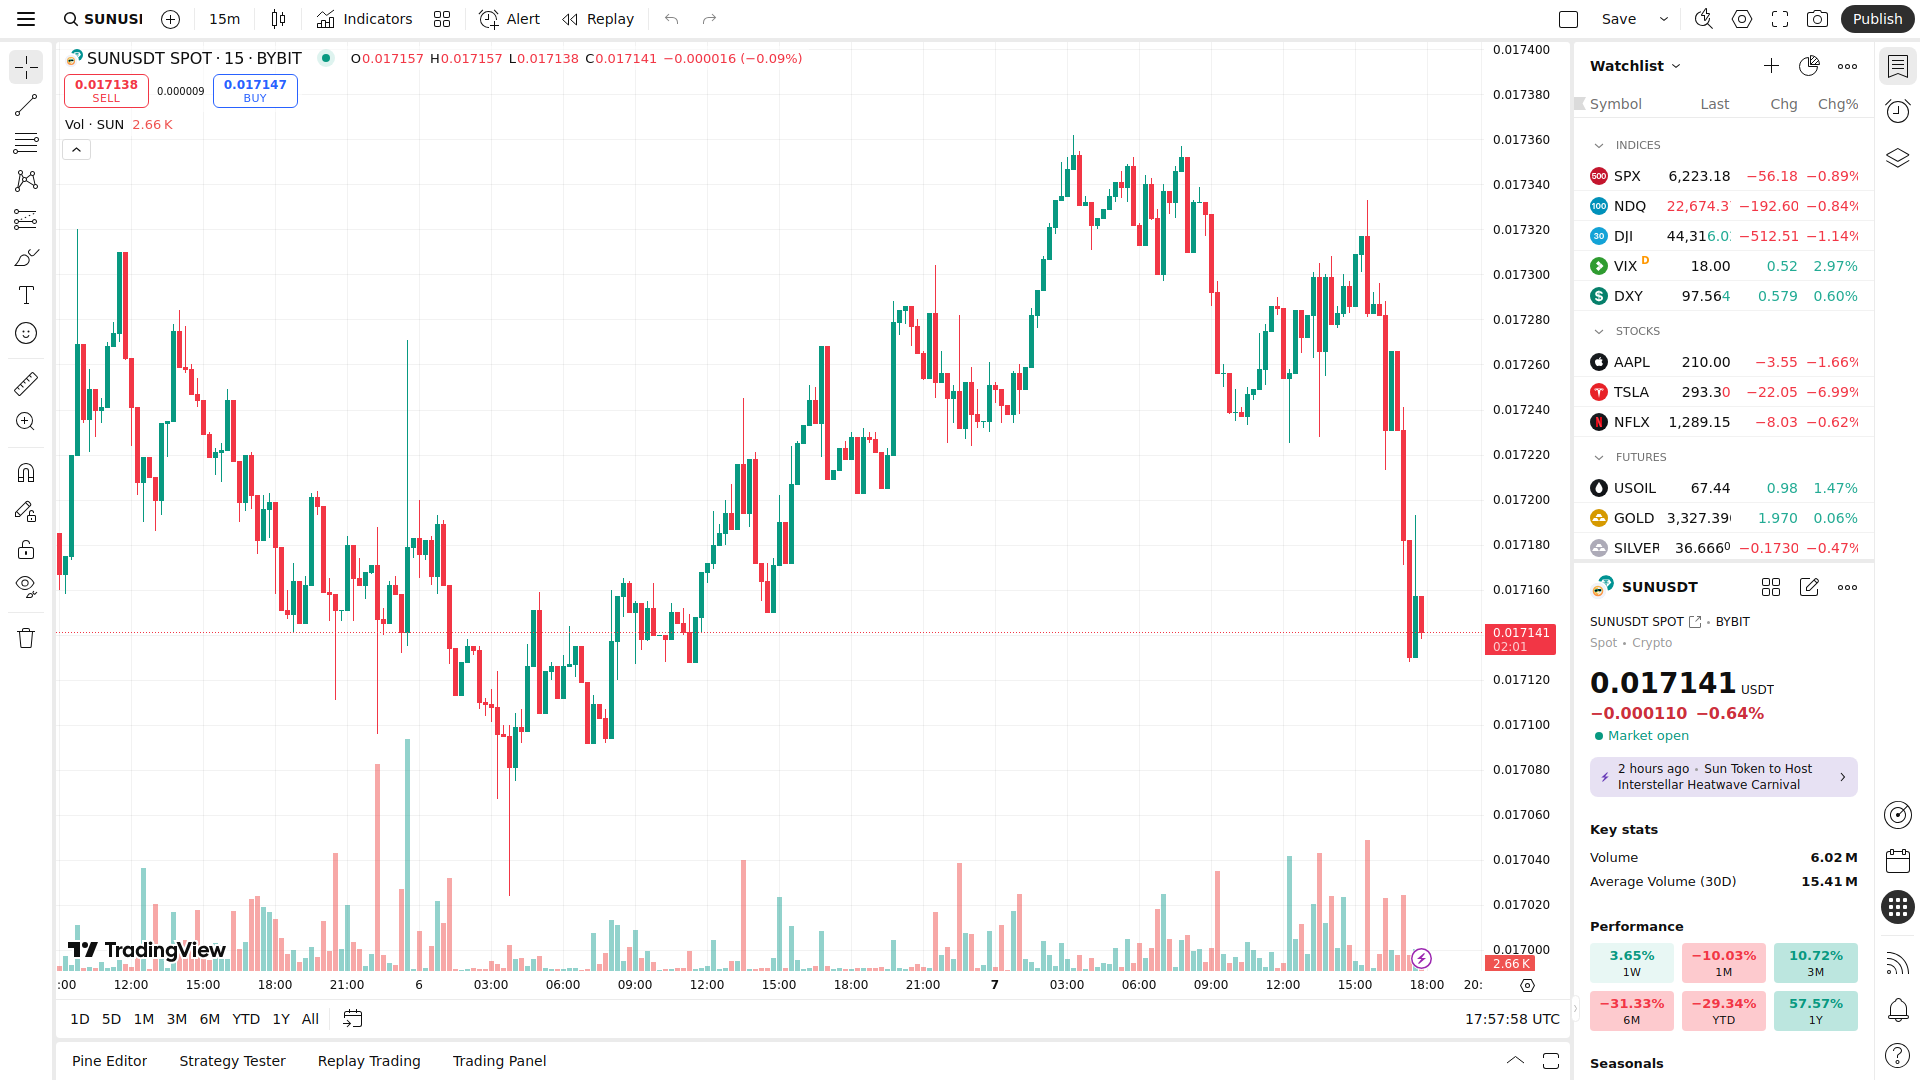 SUNUSI
15m
Indicators
Alert
Replay
Save
Publish
SUNUSDT SPOT · 15 · BYBIT
O0.017157 H0.017157 L0.017138 C0.017141 −0.000016 (−0.09%)
0.017138
SELL
0.000009
0.017147
BUY
Vol · SUN 2.66 K
0.017400
0.017380
0.017360
0.017340
0.017320
0.017300
0.017280
0.017260
0.017240
0.017220
0.017200
0.017180
0.017160
0.017141
02:01
0.017120
0.017100
0.017080
0.017060
0.017040
0.017020
0.017000
2.66 K
TradingView
:00 12:00 15:00 18:00 21:00 6 03:00 06:00 09:00 12:00 15:00 18:00 21:00 7 03:00 06:00 09:00 12:00 15:00 18:00 20:
1D 5D 1M 3M 6M YTD 1Y All
17:57:58 UTC
Pine Editor Strategy Tester Replay Trading Trading Panel
Watchlist
Symbol Last Chg Chg%
INDICES
500 SPX 6,223.18 −56.18 −0.89%
100 NDQ 22,674.3 −192.60 −0.84%
30 DJI 44,316.0 −512.51 −1.14%
VIX D 18.00 0.52 2.97%
DXY 97.564 0.579 0.60%
STOCKS
AAPL 210.00 −3.55 −1.66%
TSLA 293.30 −22.05 −6.99%
NFLX 1,289.15 −8.03 −0.62%
FUTURES
USOIL 67.44 0.98 1.47%
GOLD 3,327.39 1.970 0.06%
SILVER 36.6660 −0.1730 −0.47%
SUNUSDT
SUNUSDT SPOT • BYBIT
Spot • Crypto
0.017141 USDT
−0.000110 −0.64%
Market open
2 hours ago • Sun Token to Host
Interstellar Heatwave Carnival
Key stats
Volume 6.02 M
Average Volume (30D) 15.41 M
Performance
3.65% −10.03% 10.72%
1W 1M 3M
−31.33% −29.34% 57.57%
6M YTD 1Y
Seasonals